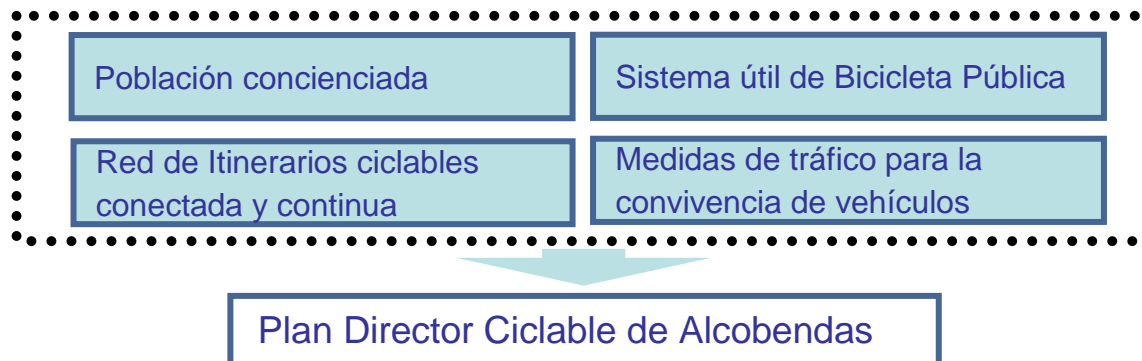 Población concienciada
Sistema útil de Bicicleta Pública
Red de Itinerarios ciclables
conectada y continua
Medidas de tráfico para la
convivencia de vehículos
Plan Director Ciclable de Alcobendas